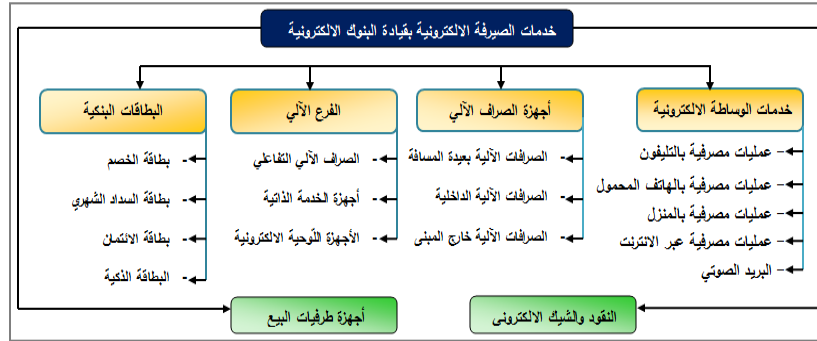 خدمات الصيرفة الالكترونية بقيادة البنوك الالكترونية
خدمات الوساطة الالكترونية
- عمليات مصرفية بالتليفون
- عمليات مصرفية بالهاتف المحمول
- عمليات مصرفية بالمنزل
- عمليات مصرفية عبر الانترنت
- البريد الصوتي
أجهزة الصراف الآلي
- الصرافات الآلية بعيدة المسافة
- الصرافات الآلية الداخلية
- الصرافات الآلية خارج المبنى
الفرع الآلي
- الصراف الآلي التفاعلي
- أجهزة الخدمة الذاتية
- الأجهزة اللّوحية الالكترونية
البطاقات البنكية
- بطاقة الخصم
- بطاقة السداد الشهري
- بطاقة الائتمان
- البطاقة الذكية
النقود والشيك الالكترونى
أجهزة طرفيات البيع